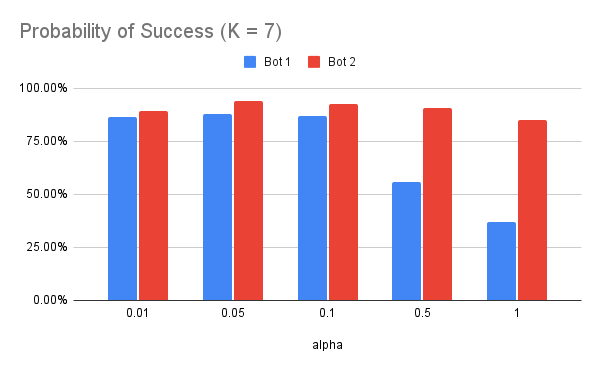 Probability of Success (K = 7)
Bot 1 Bot 2
100.00%
75.00%
50.00%
25.00%
0.00%
0.01 0.05 0.1 0.5 1
alpha